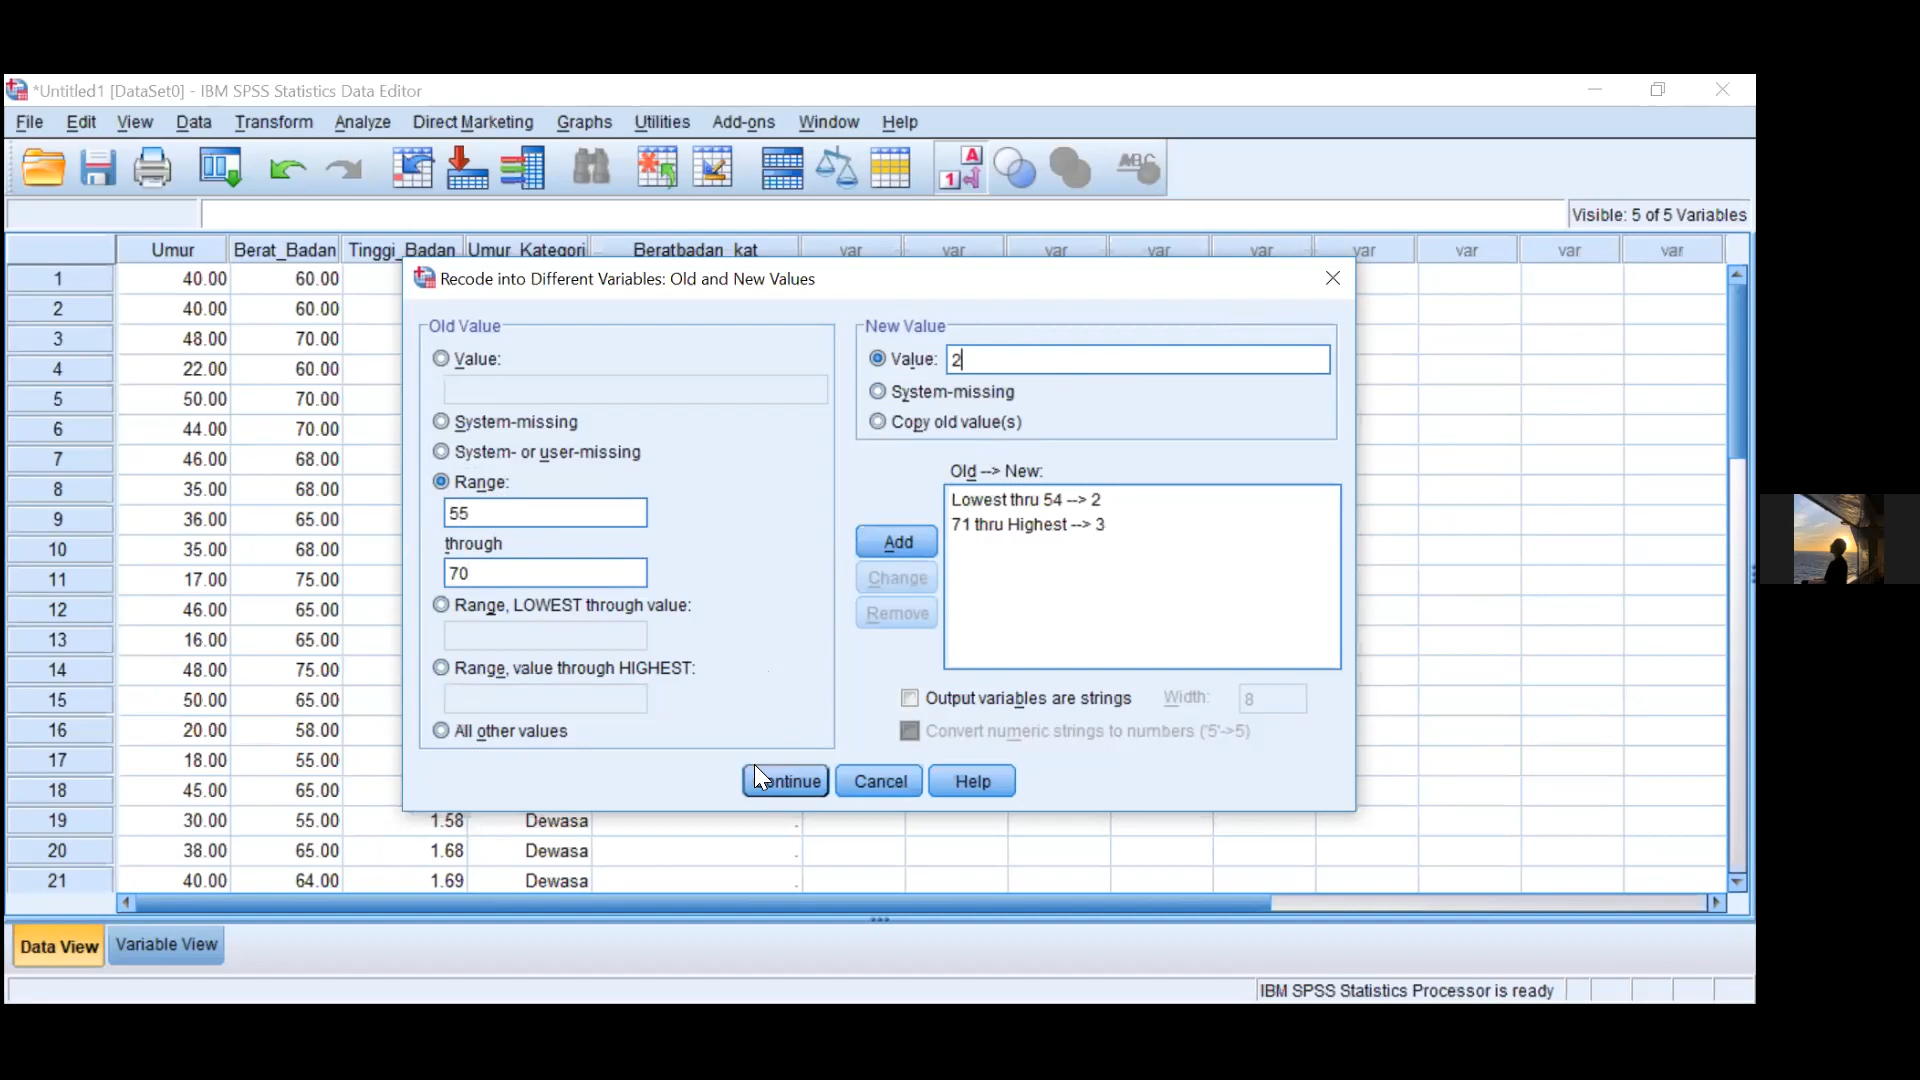 *Untitled1 [DataSet0] - IBM SPSS Statistics Data Editor
File Edit View Data Transform Analyze Direct Marketing Graphs Utilities Add-ons Window Help
Visible: 5 of 5 Variables
Umur Berat_Badan Tinggi_Badan Umur_Kategori Beratbadan_kat var var var var var var var var var
1 40.00 60.00
2 40.00 60.00
3 48.00 70.00
4 22.00 60.00
5 50.00 70.00
6 44.00 70.00
7 46.00 68.00
8 35.00 68.00
9 36.00 65.00
10 35.00 68.00
11 17.00 75.00
12 46.00 65.00
13 16.00 65.00
14 48.00 75.00
15 50.00 65.00
16 20.00 58.00
17 18.00 55.00
18 45.00 65.00
19 30.00 55.00 1.58 Dewasa .
20 38.00 65.00 1.68 Dewasa .
21 40.00 64.00 1.69 Dewasa .
Recode into Different Variables: Old and New Values
Old Value
Value:
System-missing
System- or user-missing
Range:
55
through
70
Range, LOWEST through value:
Range, value through HIGHEST:
All other values
New Value
Value: 2
System-missing
Copy old value(s)
Old --> New:
Lowest thru 54 --> 2
71 thru Highest --> 3
Add
Change
Remove
Output variables are strings Width: 8
Convert numeric strings to numbers ('5'->5)
Continue Cancel Help
Data View Variable View
IBM SPSS Statistics Processor is ready